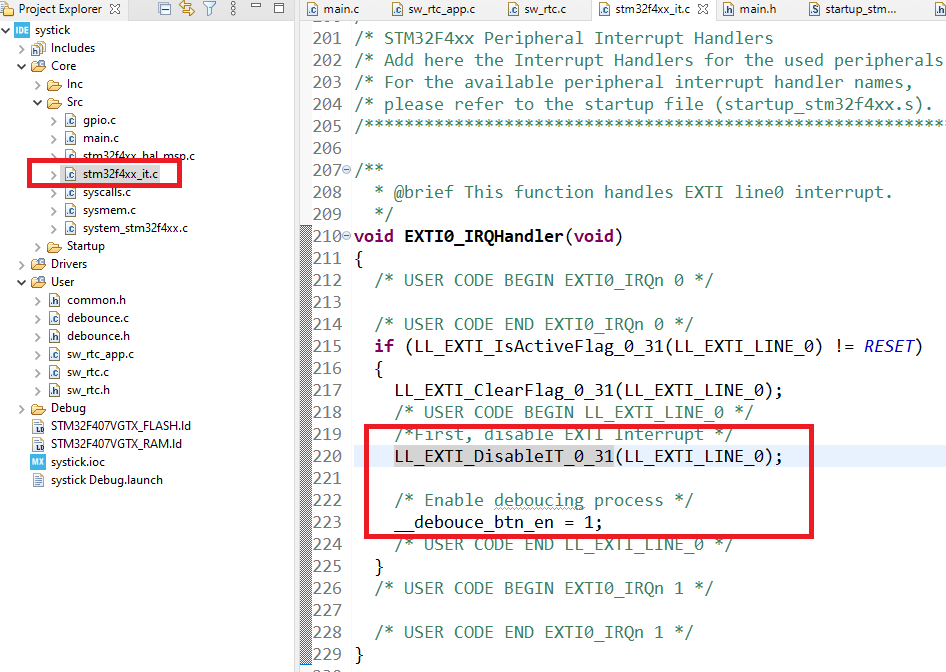 Project Explorer
main.c
sw_rtc_app.c
sw_rtc.c
stm32f4xx_it.c
main.h
startup_stm...
IDE systick
Includes
Core
Inc
Src
gpio.c
main.c
stm32f4xx_hal_msp.c
stm32f4xx_it.c
syscalls.c
sysmem.c
system_stm32f4xx.c
Startup
Drivers
User
common.h
debounce.c
debounce.h
sw_rtc_app.c
sw_rtc.c
sw_rtc.h
Debug
STM32F407VGTX_FLASH.ld
STM32F407VGTX_RAM.ld
MX systick.ioc
systick Debug.launch
201 /* STM32F4xx Peripheral Interrupt Handlers
202 /* Add here the Interrupt Handlers for the used peripherals
203 /* For the available peripheral interrupt handler names,
204 /* please refer to the startup file (startup_stm32f4xx.s).
205 /***********************************************************
206
207 /**
208 * @brief This function handles EXTI line0 interrupt.
209 */
210 void EXTI0_IRQHandler(void)
211 {
212 /* USER CODE BEGIN EXTI0_IRQn 0 */
213
214 /* USER CODE END EXTI0_IRQn 0 */
215 if (LL_EXTI_IsActiveFlag_0_31(LL_EXTI_LINE_0) != RESET)
216 {
217 LL_EXTI_ClearFlag_0_31(LL_EXTI_LINE_0);
218 /* USER CODE BEGIN LL_EXTI_LINE_0 */
219 /*First, disable EXTI Interrupt */
220 LL_EXTI_DisableIT_0_31(LL_EXTI_LINE_0);
221
222 /* Enable deboucing process */
223 __debouce_btn_en = 1;
224 /* USER CODE END LL_EXTI_LINE_0 */
225 }
226 /* USER CODE BEGIN EXTI0_IRQn 1 */
227
228 /* USER CODE END EXTI0_IRQn 1 */
229 }